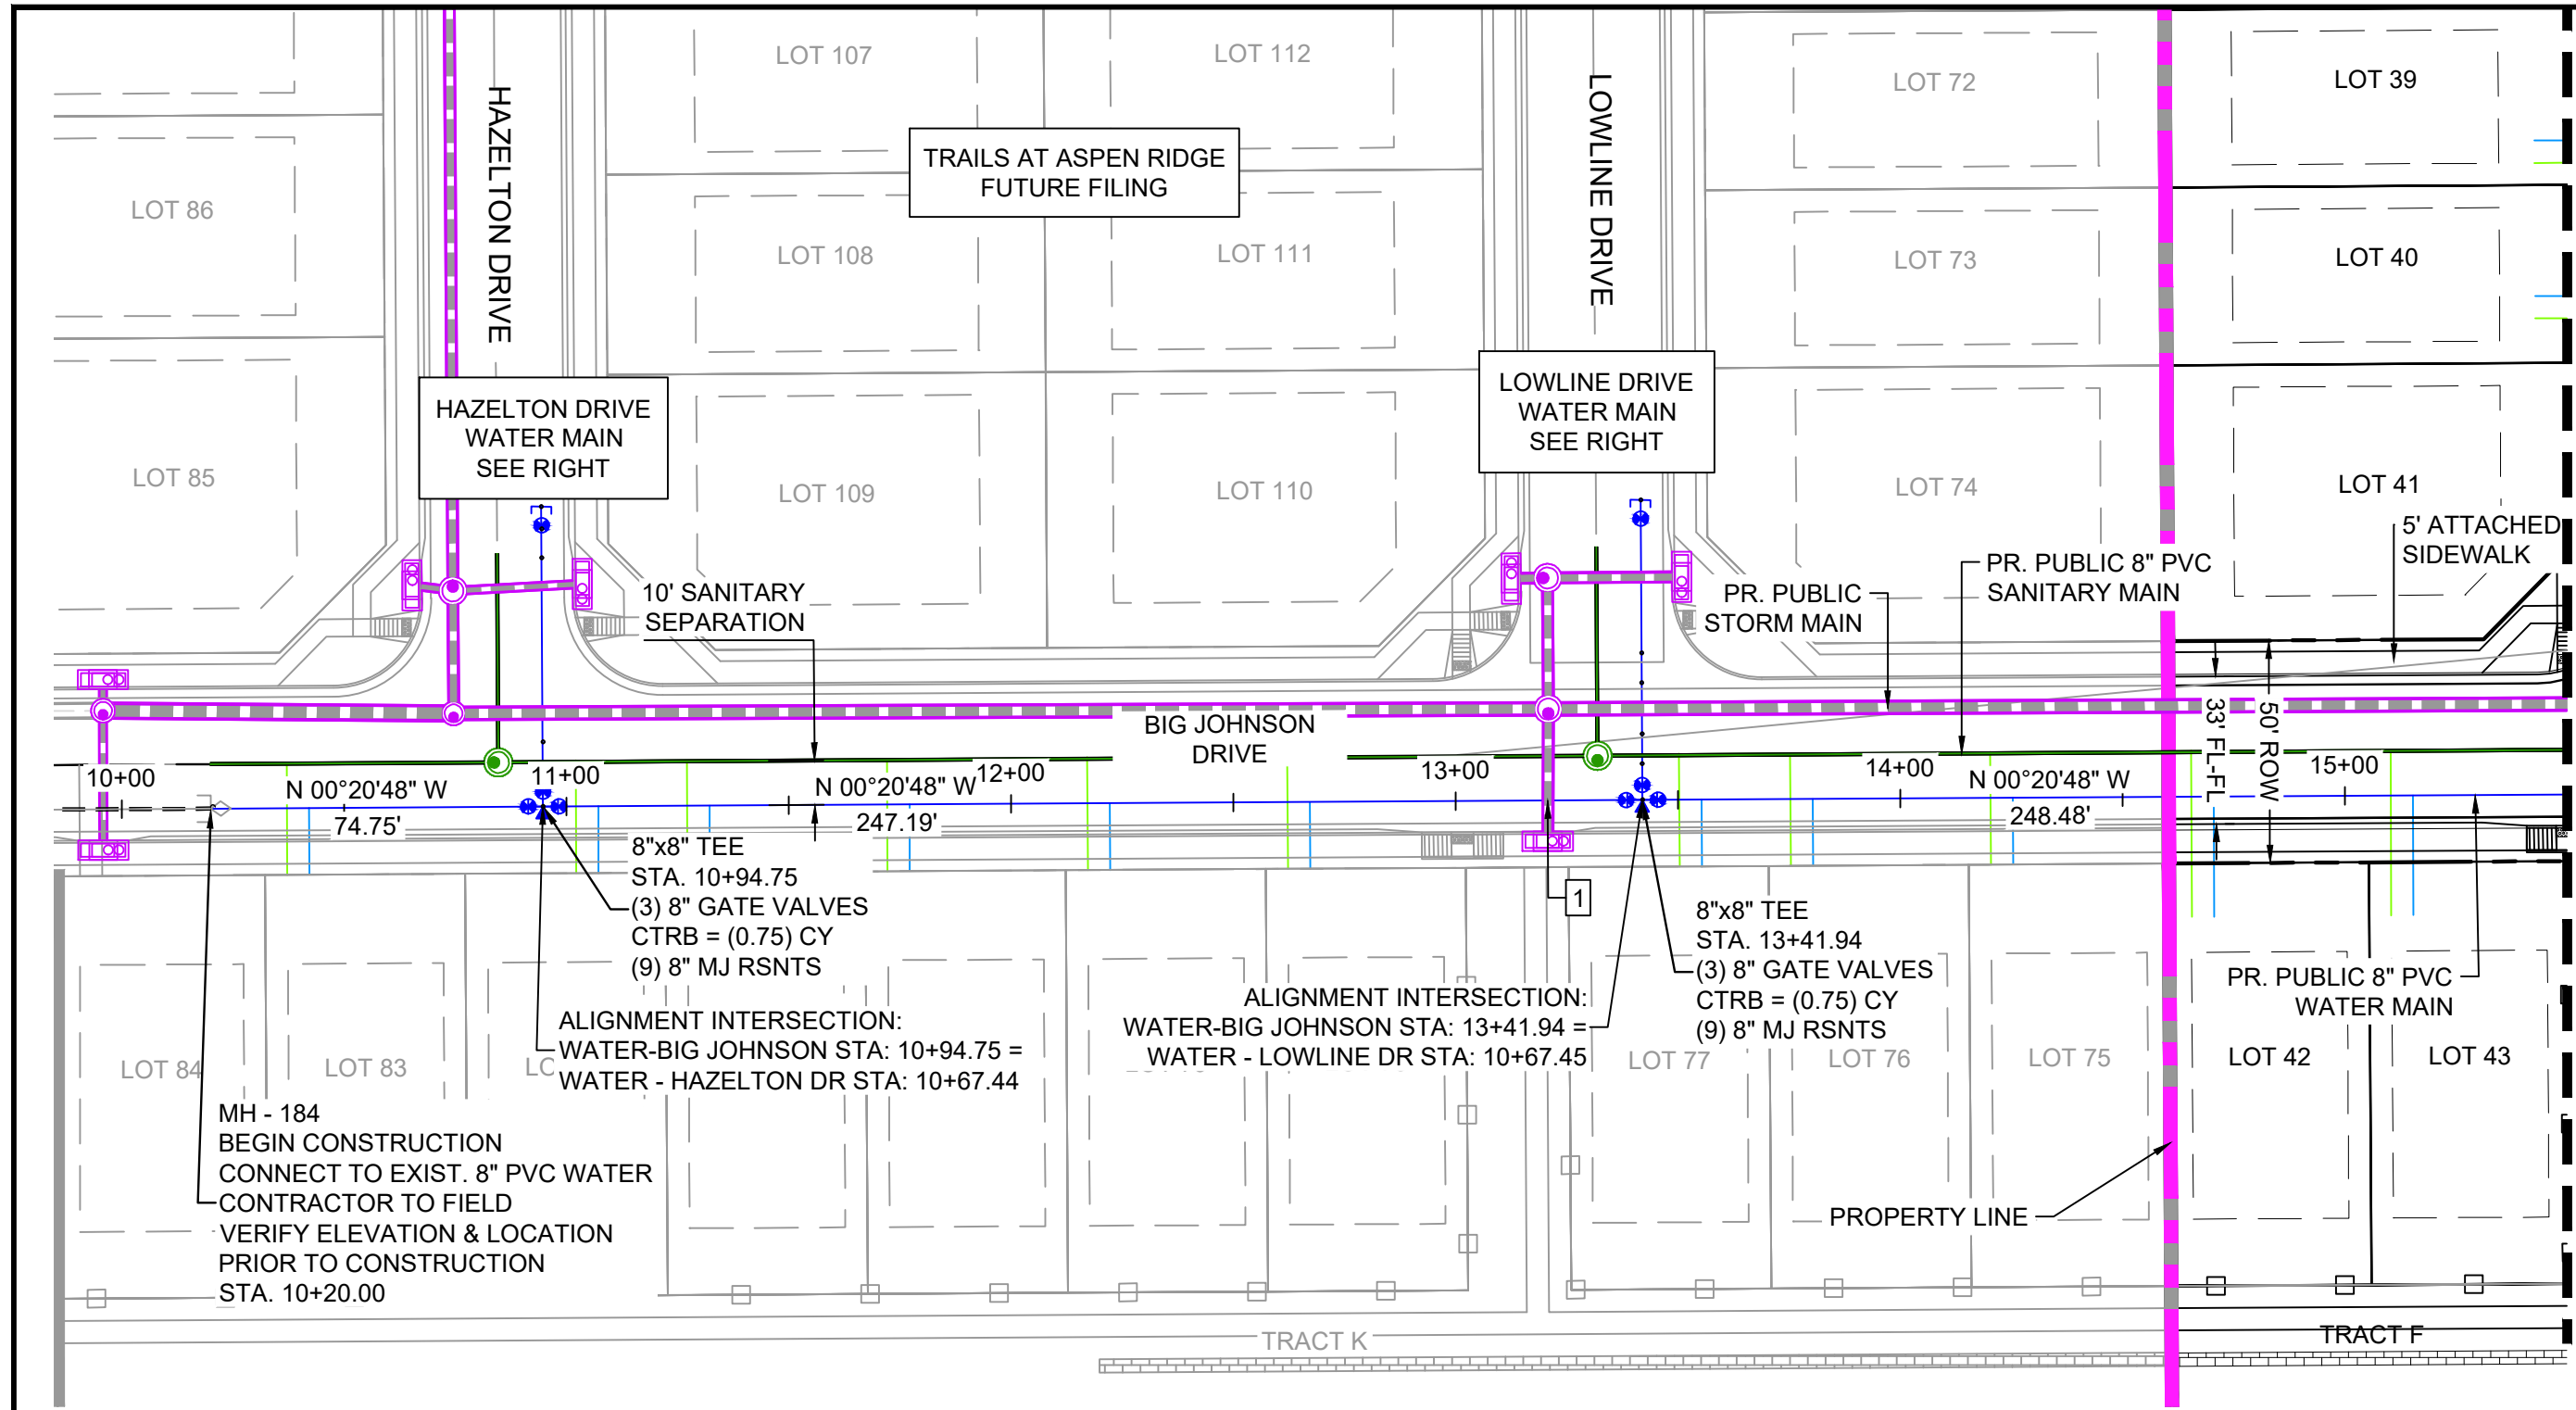 LOT 107
LOT 112
LOT 72
LOT 39
HAZELTON DRIVE
LOWLINE DRIVE
TRAILS AT ASPEN RIDGE
FUTURE FILING
LOT 86
LOT 108
LOT 111
LOT 73
LOT 40
HAZELTON DRIVE
WATER MAIN
SEE RIGHT
LOWLINE DRIVE
WATER MAIN
SEE RIGHT
LOT 85
LOT 109
LOT 110
LOT 74
LOT 41
5' ATTACHED
SIDEWALK
10' SANITARY
SEPARATION
PR. PUBLIC
STORM MAIN
PR. PUBLIC 8" PVC
SANITARY MAIN
BIG JOHNSON
DRIVE
33' FL-FL
50' ROW
10+00
11+00
12+00
13+00
14+00
15+00
N 00°20'48" W
74.75'
N 00°20'48" W
247.19'
N 00°20'48" W
248.48'
8"x8" TEE
STA. 10+94.75
(3) 8" GATE VALVES
CTRB = (0.75) CY
(9) 8" MJ RSNTS
1
8"x8" TEE
STA. 13+41.94
(3) 8" GATE VALVES
CTRB = (0.75) CY
(9) 8" MJ RSNTS
ALIGNMENT INTERSECTION:
WATER-BIG JOHNSON STA: 10+94.75 =
WATER - HAZELTON DR STA: 10+67.44
ALIGNMENT INTERSECTION:
WATER-BIG JOHNSON STA: 13+41.94 =
WATER - LOWLINE DR STA: 10+67.45
PR. PUBLIC 8" PVC
WATER MAIN
LOT 84
LOT 83
LOT 77
LOT 76
LOT 75
LOT 42
LOT 43
MH - 184
BEGIN CONSTRUCTION
CONNECT TO EXIST. 8" PVC WATER
CONTRACTOR TO FIELD
VERIFY ELEVATION & LOCATION
PRIOR TO CONSTRUCTION
STA. 10+20.00
PROPERTY LINE
TRACT K
TRACT F